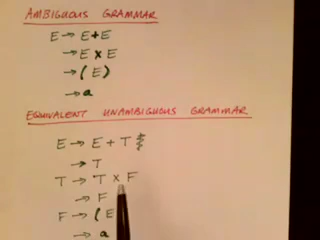 AMBIGUOUS GRAMMAR
E → E + E
→ E x E
→ ( E )
→ a
EQUIVALENT UNAMBIGUOUS GRAMMAR
E → E + T
→ T
T → T x F
→ F
F → ( E
→ a